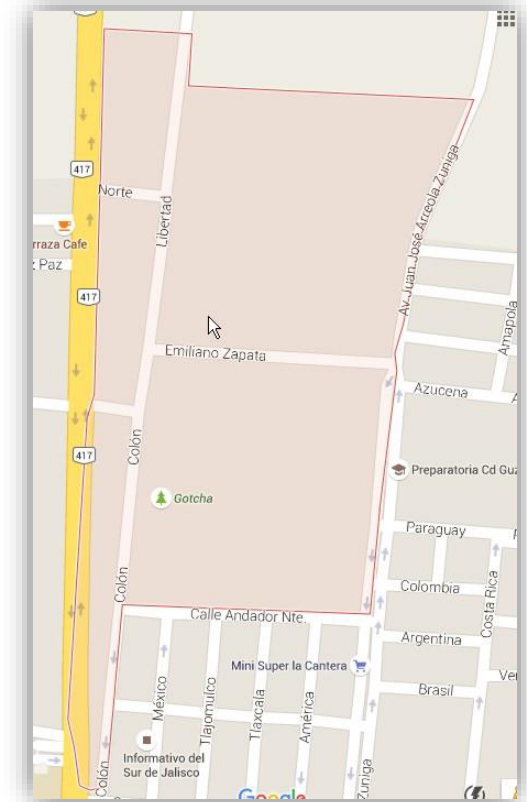 417
Norte
Libertad
Av Juan José Arreola Zuniga
rraza Cafe
Paz
417
Amapola
Emiliano Zapata
Azucena
Colón
417
Preparatoria Cd Guz
Gotcha
Paraguay
Colombia
Costa Rica
Colón
Calle Andador Nte.
Argentina
Mini Super la Cantera
Ver
Brasil
México
Tlajomulco
Tlaxcala
América
Informativo del
Sur de Jalisco
Colón
Zuniga
Google